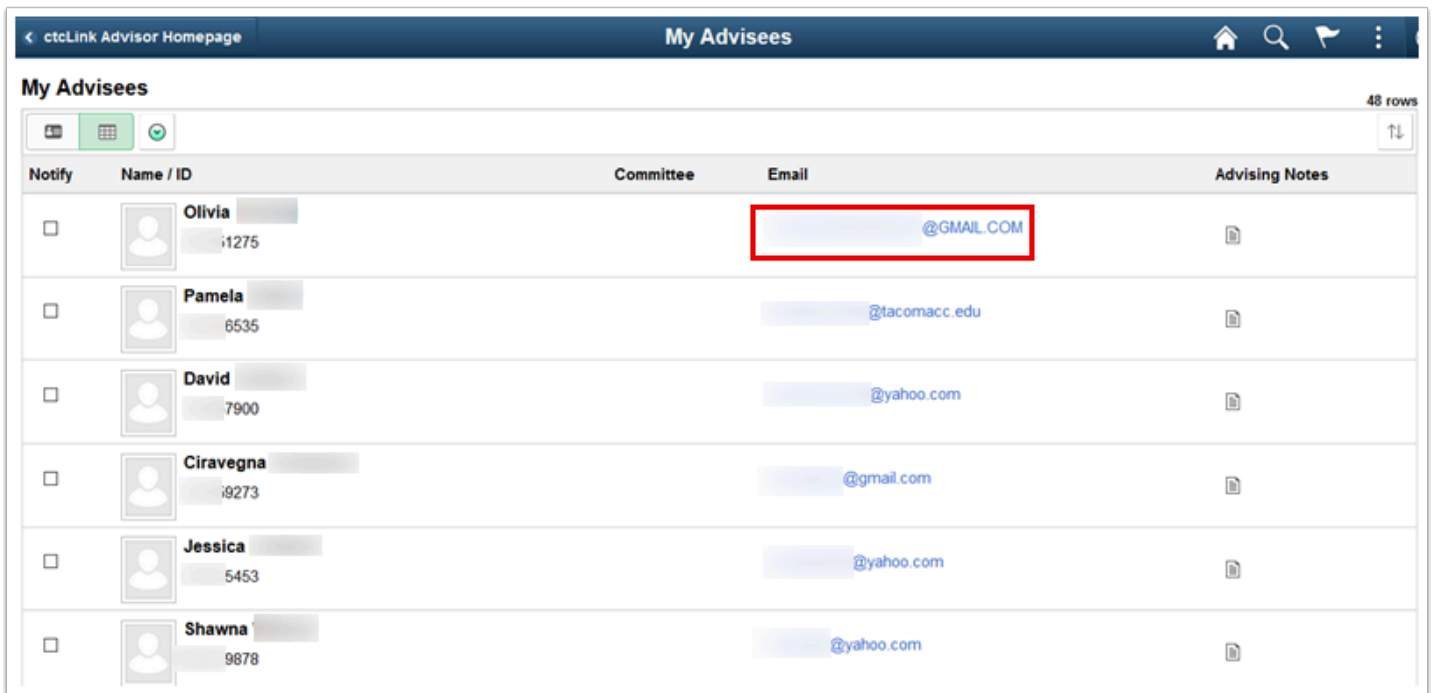 ctcLink Advisor Homepage
My Advisees
My Advisees
48 rows
Notify Name / ID Committee Email Advising Notes
Olivia
1275 @GMAIL.COM
Pamela
6535 @tacomacc.edu
David
7900 @yahoo.com
Ciravegna
9273 @gmail.com
Jessica
5453 @yahoo.com
Shawna
9878 @yahoo.com